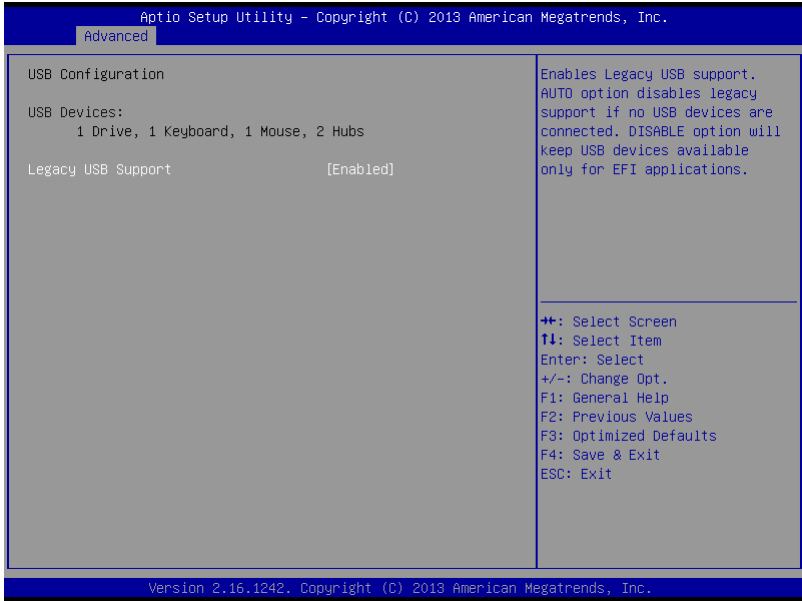 Aptio Setup Utility – Copyright (C) 2013 American Megatrends, Inc.
Advanced
USB Configuration
USB Devices:
1 Drive, 1 Keyboard, 1 Mouse, 2 Hubs
Legacy USB Support [Enabled]
Enables Legacy USB support.
AUTO option disables legacy
support if no USB devices are
connected. DISABLE option will
keep USB devices available
only for EFI applications.
→←: Select Screen
↑↓: Select Item
Enter: Select
+/-: Change Opt.
F1: General Help
F2: Previous Values
F3: Optimized Defaults
F4: Save & Exit
ESC: Exit
Version 2.16.1242. Copyright (C) 2013 American Megatrends, Inc.